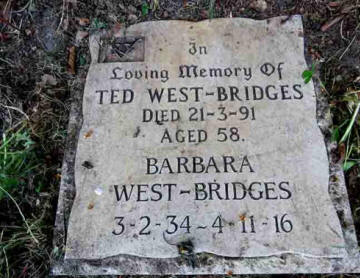 In
Loving Memory Of
TED WEST-BRIDGES
DIED 21-3-91
AGED 58.
BARBARA
WEST-BRIDGES
3-2-34-4-11-16